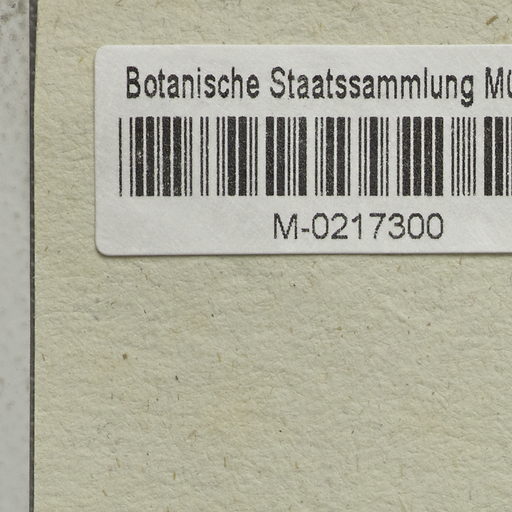 Botanische Staatssammlung
M-0217300